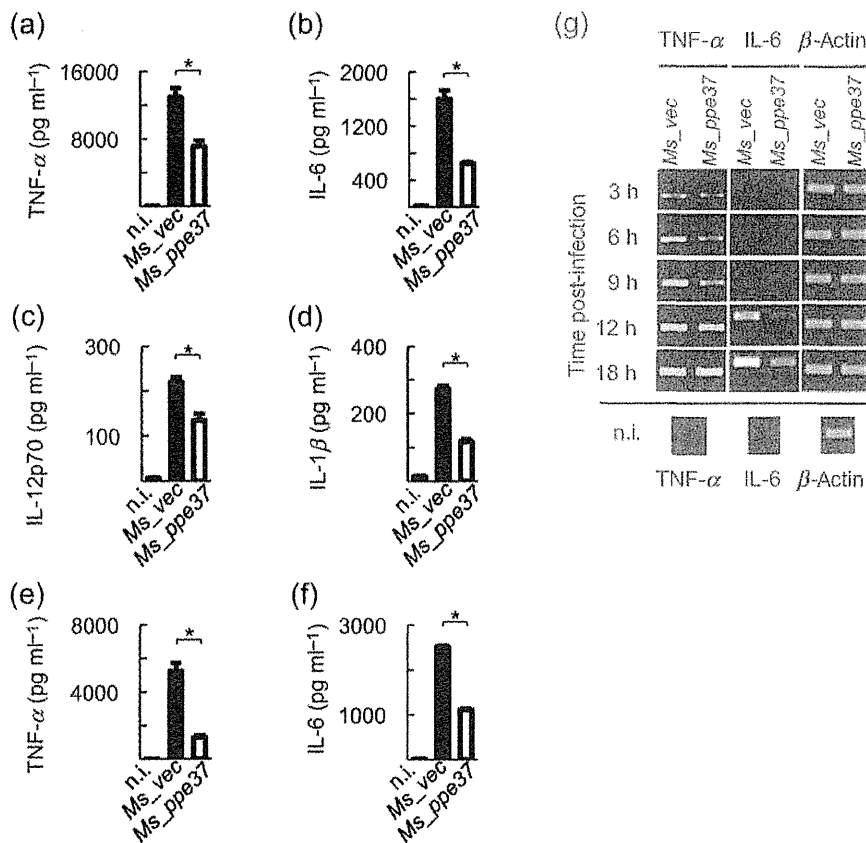 (a)
TNF-α (pg ml⁻¹)
16000
8000
*
n.i.
Ms_vec
Ms_ppe37
(b)
IL-6 (pg ml⁻¹)
2000
1200
400
*
n.i.
Ms_vec
Ms_ppe37
(c)
IL-12p70 (pg ml⁻¹)
300
100
*
n.i.
Ms_vec
Ms_ppe37
(d)
IL-1β (pg ml⁻¹)
400
200
*
n.i.
Ms_vec
Ms_ppe37
(e)
TNF-α (pg ml⁻¹)
8000
4000
*
n.i.
Ms_vec
Ms_ppe37
(f)
IL-6 (pg ml⁻¹)
3000
1000
*
n.i.
Ms_vec
Ms_ppe37
(g)
TNF-α IL-6 β-Actin
Ms_vec Ms_ppe37 Ms_vec Ms_ppe37 Ms_vec Ms_ppe37
Time post-infection
3 h
6 h
9 h
12 h
18 h
n.i.
TNF-α IL-6 β-Actin